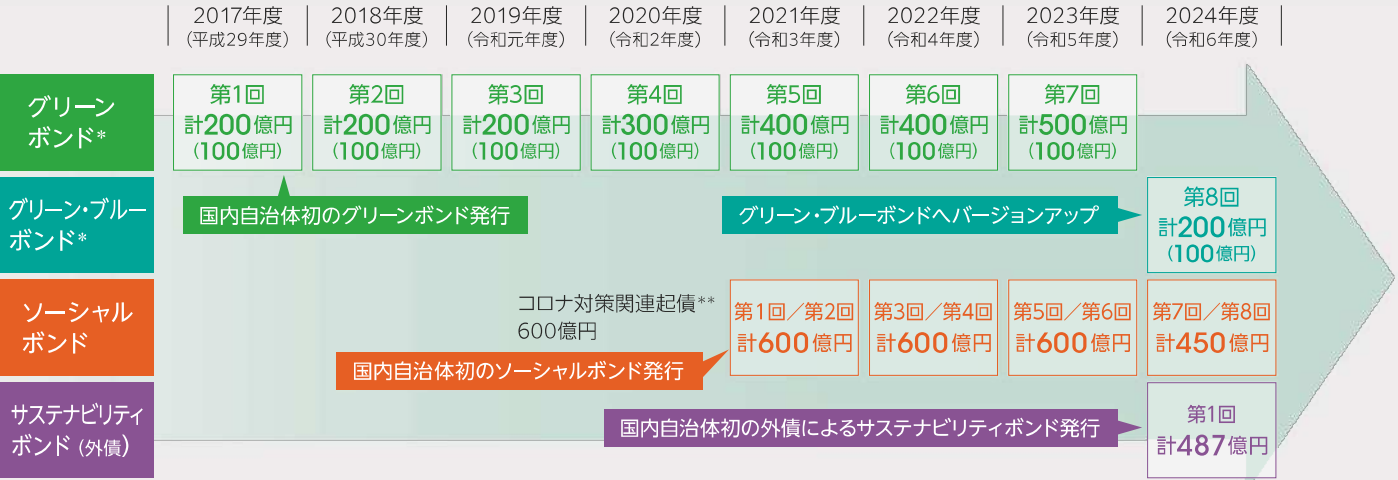 2017年度 2018年度 2019年度 2020年度 2021年度 2022年度 2023年度 2024年度
(平成29年度) (平成30年度) (令和元年度) (令和2年度) (令和3年度) (令和4年度) (令和5年度) (令和6年度)
グリーン
ボンド*
第1回 第2回 第3回 第4回 第5回 第6回 第7回
計200億円 計200億円 計200億円 計300億円 計400億円 計400億円 計500億円
(100億円) (100億円) (100億円) (100億円) (100億円) (100億円) (100億円)
国内自治体初のグリーンボンド発行
グリーン・ブルー
ボンド*
グリーン・ブルーボンドへバージョンアップ
第8回
計200億円
(100億円)
ソーシャル
ボンド
コロナ対策関連起債**
600億円
国内自治体初のソーシャルボンド発行
第1回/第2回 第3回/第4回 第5回/第6回 第7回/第8回
計600億円 計600億円 計600億円 計450億円
サステナビリティ
ボンド(外債)
国内自治体初の外債によるサステナビリティボンド発行
第1回
計487億円